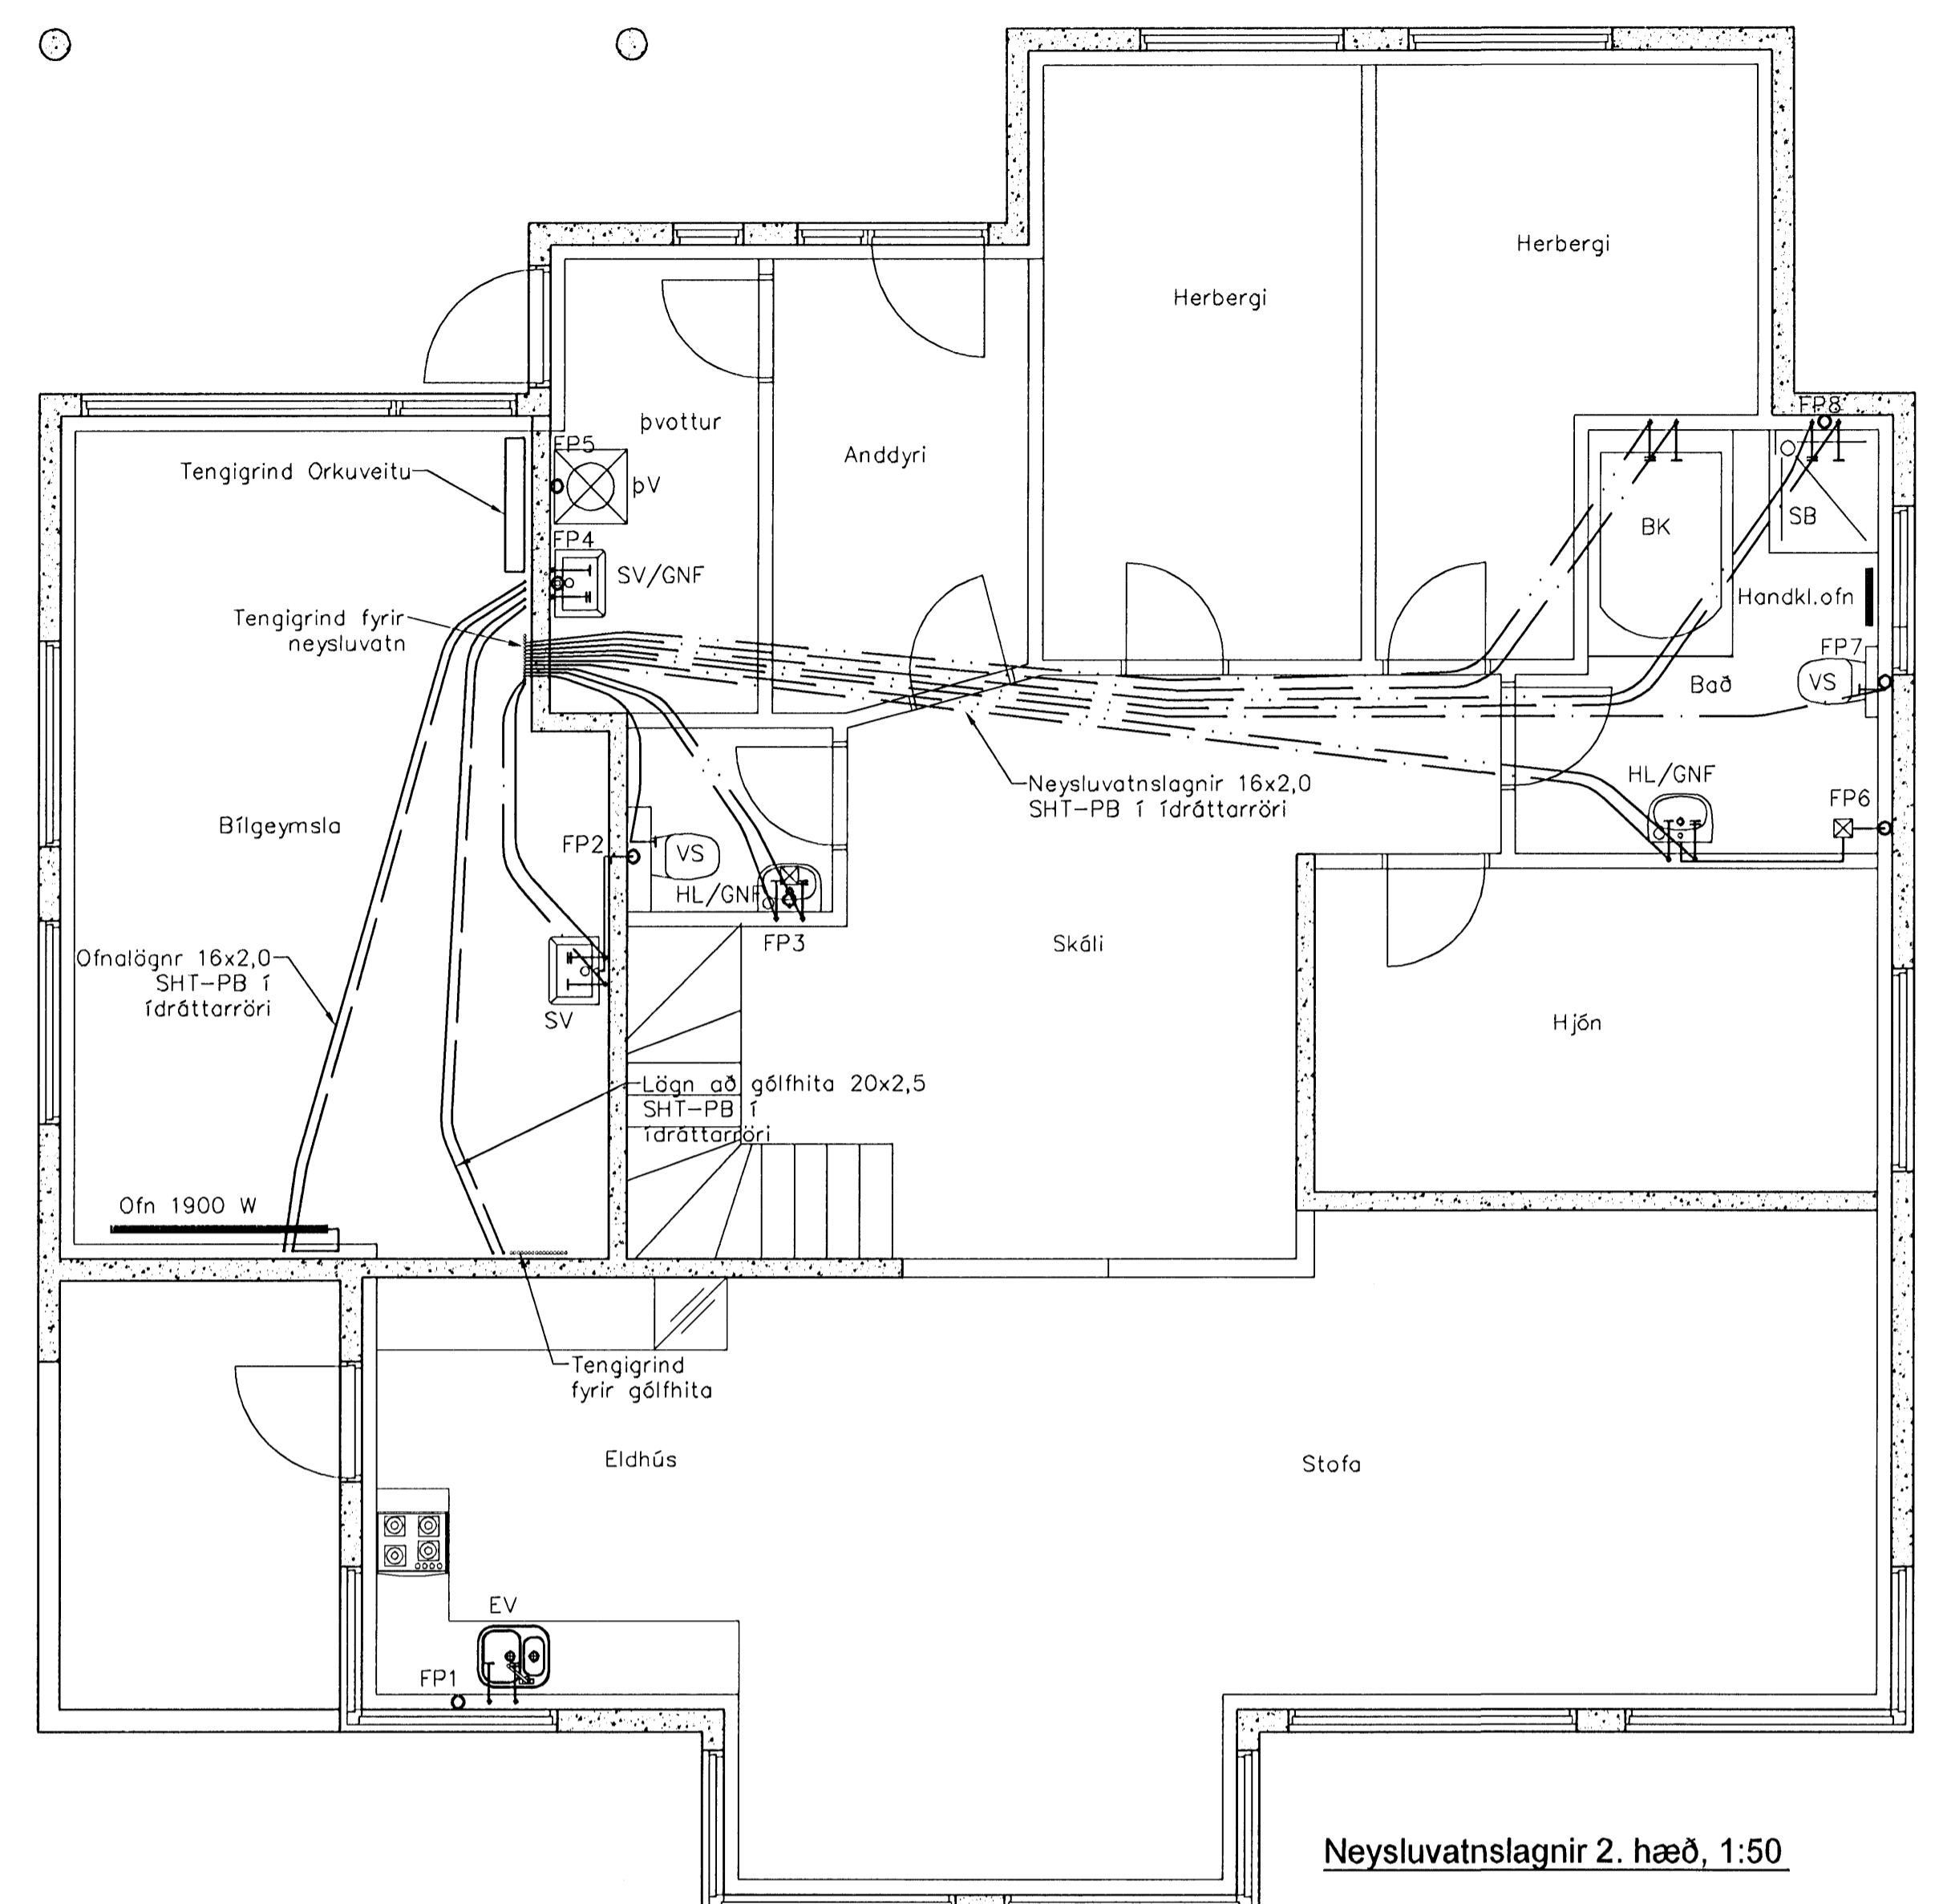 Herbergi
Herbergi
FP8
þvottur
FP5
Anddyri
Tengigrind Orkuveitu
þV
SB
BK
FP4
SV/GNF
Handkl.ofn
Tengigrind fyrir
neysluvatn
FP7
VS
Bað
HL/GNF
Neysluvatnslagnir 16x2,0
SHT-PB í ídráttarröri
FP6
Bílgeymsla
FP2
VS
HL/GNF
FP3
Skáli
Ofnalögnr 16x2,0
SHT-PB í
ídráttarröri
SV
Hjón
Lögn að gólfhita 20x2,5
SHT-PB í
ídráttarröri
Ofn 1900 W
Tengigrind
fyrir gólfhita
Eldhús
Stofa
EV
FP1
Neysluvatnslagnir 2. hæð, 1:50